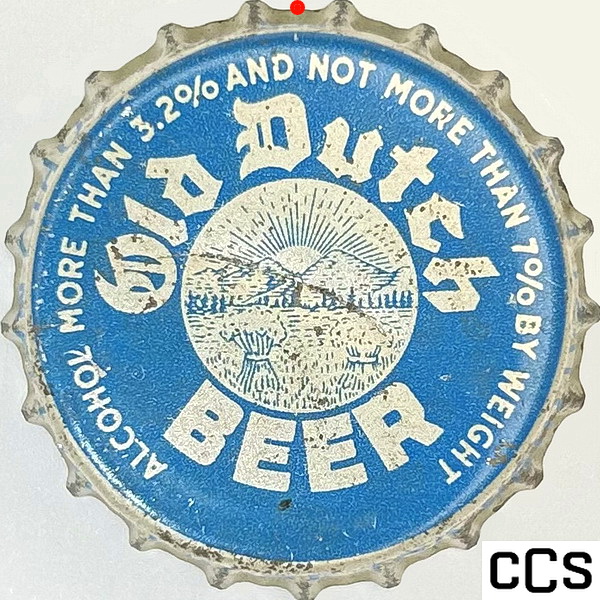 ALCOHOL MORE THAN 3.2% AND NOT MORE THAN 7% BY WEIGHT
Old Dutch
BEER
CCS